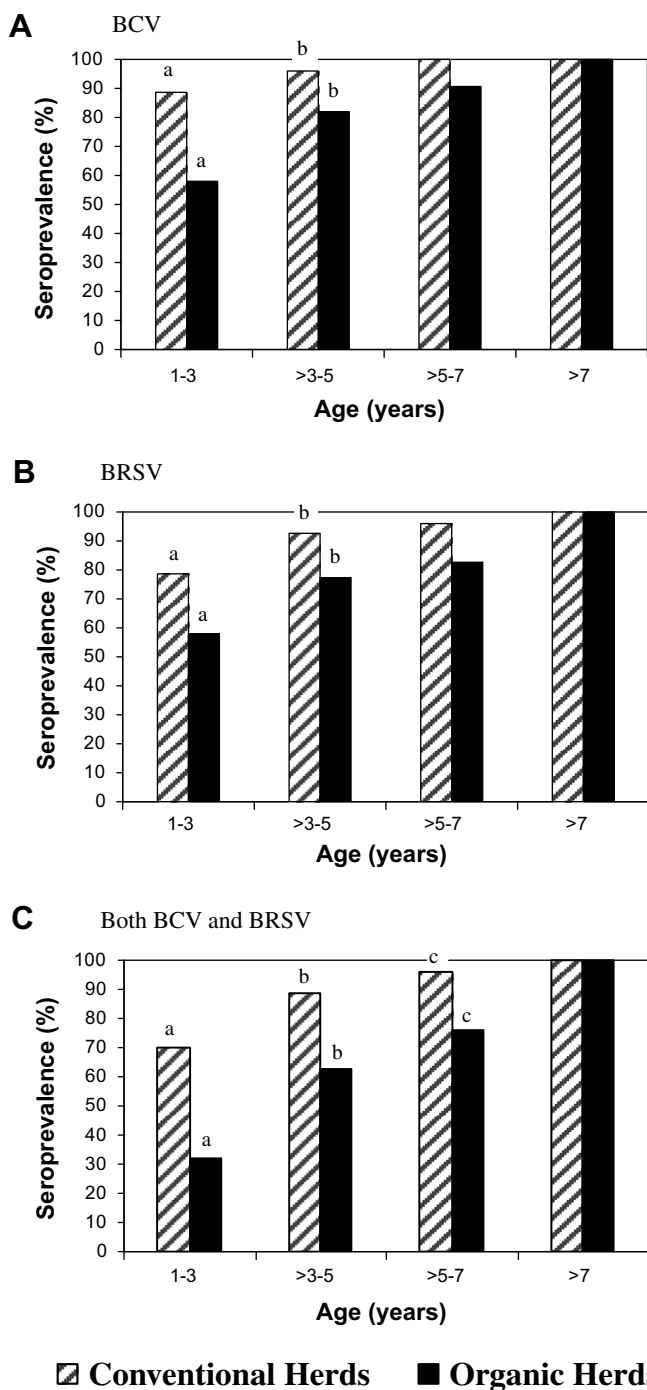 A BCV
Seroprevalence (%)
100
90
80
70
60
50
40
30
20
10
0
a
a
b
b
1-3 >3-5 >5-7 >7
Age (years)
B BRSV
Seroprevalence (%)
100
90
80
70
60
50
40
30
20
10
0
a
a
b
b
1-3 >3-5 >5-7 >7
Age (years)
C Both BCV and BRSV
Seroprevalence (%)
100
90
80
70
60
50
40
30
20
10
0
a
a
b
b
c
c
1-3 >3-5 >5-7 >7
Age (years)
Conventional Herds Organic Herds